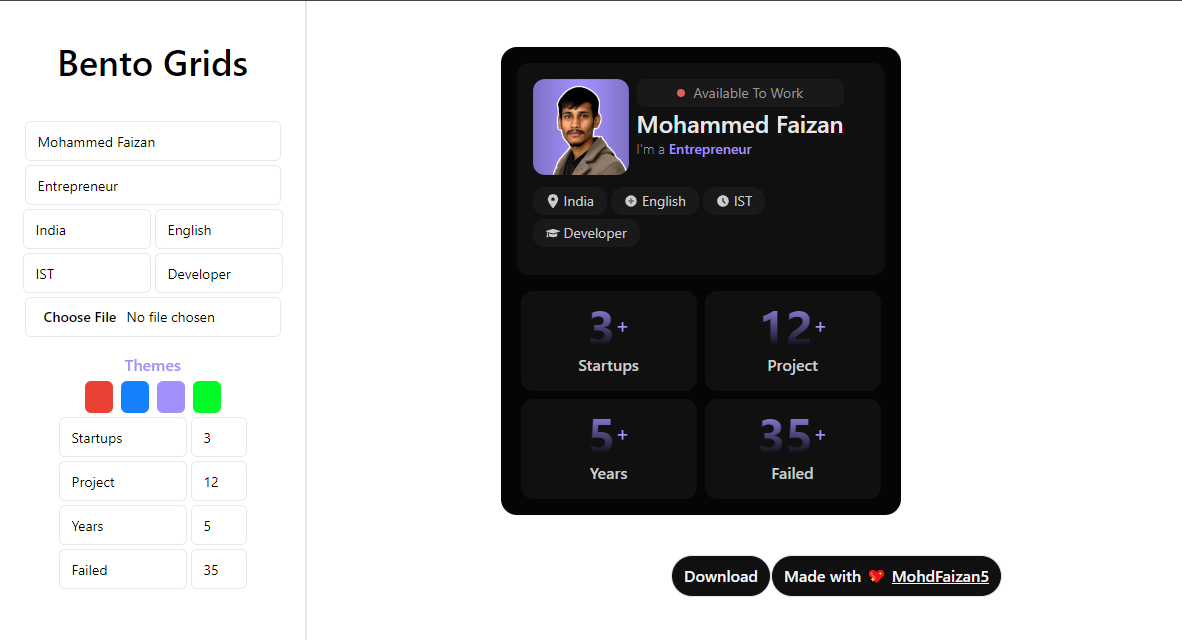 Bento Grids
Mohammed Faizan
Entrepreneur
India
English
IST
Developer
Choose File No file chosen
Themes
Startups
3
Project
12
Years
5
Failed
35
Available To Work
Mohammed Faizan
I'm a Entrepreneur
India
English
IST
Developer
3+
Startups
12+
Project
5+
Years
35+
Failed
Download
Made with 💖 MohdFaizan5